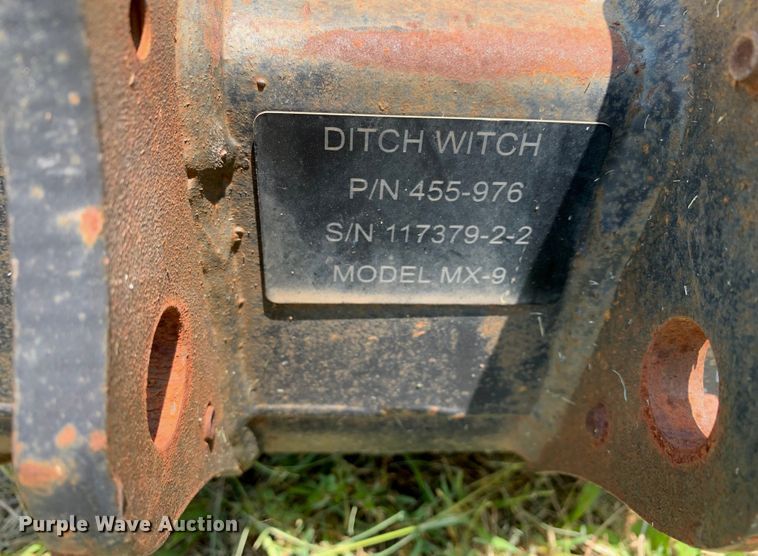 DITCH WITCH
P/N 455-976
S/N 117379-2-2
MODEL MX-9
Purple Wave Auction